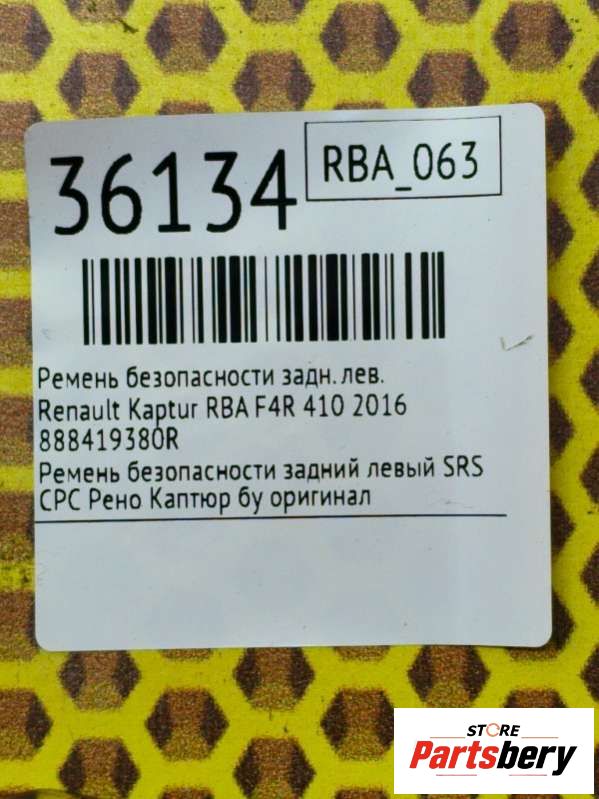 36134
RBA_063
Ремень безопасности задн. лев.
Renault Kaptur RBA F4R 410 2016
888419380R
Ремень безопасности задний левый SRS
СРС Рено Каптюр бу оригинал
STORE
Partsbery